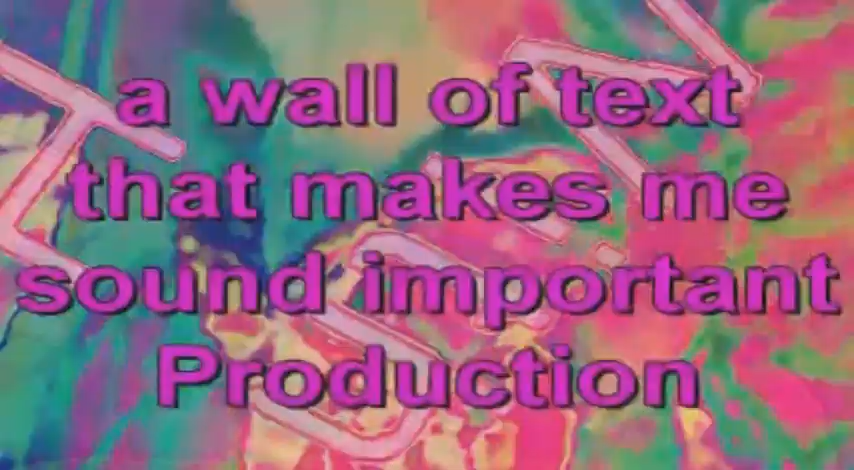 a wall of text
that makes me
sound important
Production